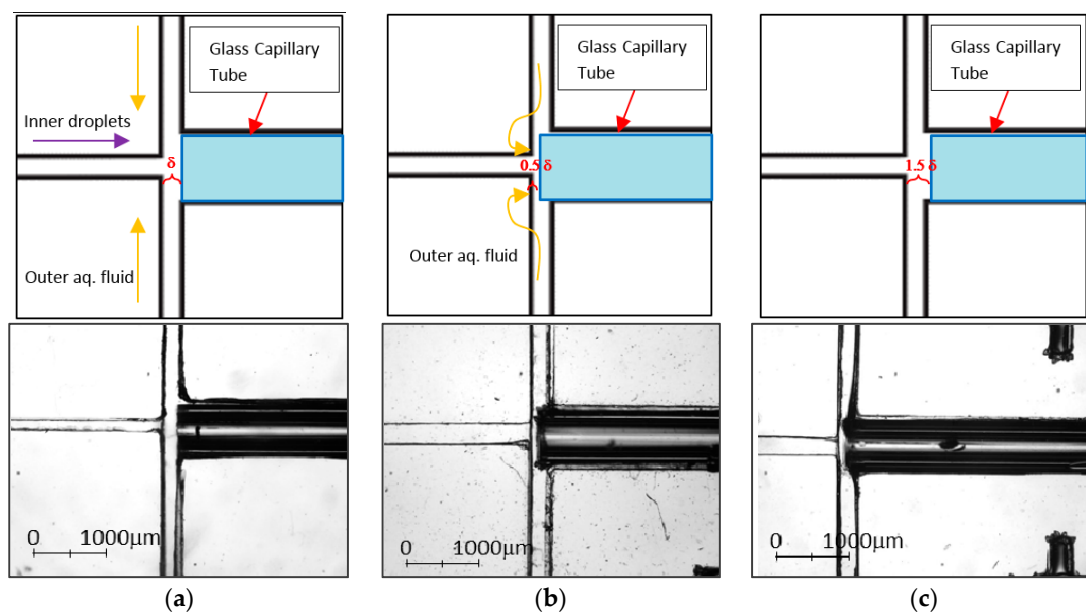 Glass Capillary
Tube
Inner droplets
δ
Outer aq. fluid
Glass Capillary
Tube
0.5 δ
Outer aq. fluid
Glass Capillary
Tube
1.5 δ
0 1000μm
0 1000μm
0 1000μm
(a) (b) (c)